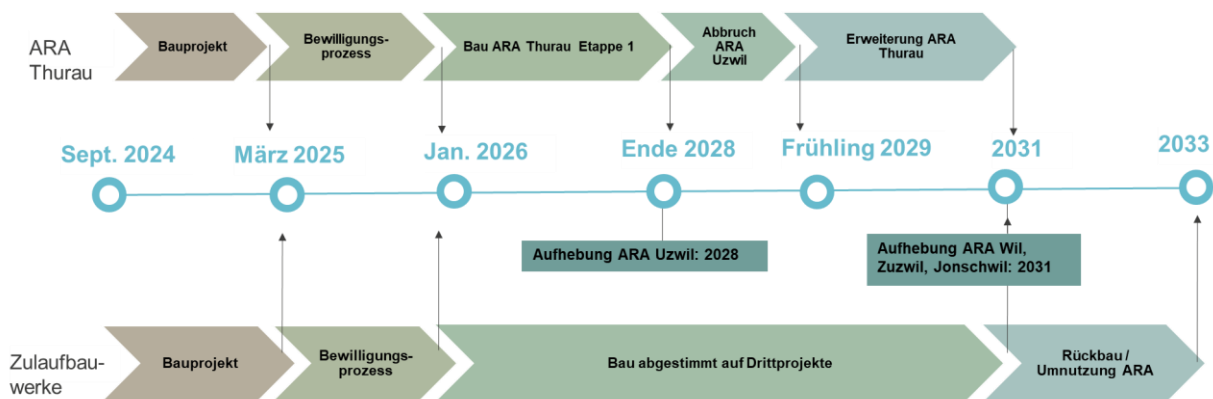 ARA
Thurau
Bauprojekt
Bewilligungs-
prozess
Bau ARA Thurau Etappe 1
Abbruch
ARA
Uzwil
Erweiterung ARA
Thurau
Sept. 2024
März 2025
Jan. 2026
Ende 2028
Frühling 2029
2031
2033
Aufhebung ARA Uzwil: 2028
Aufhebung ARA Wil,
Zuzwil, Jonschwil: 2031
Zulaufbau-
werke
Bauprojekt
Bewilligungs-
prozess
Bau abgestimmt auf Drittprojekte
Rückbau /
Umnutzung ARA